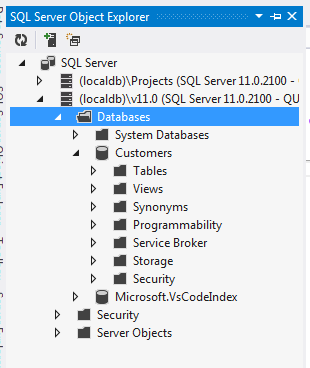 SQL Server Object Explorer
SQL Server
(localdb)\Projects (SQL Server 11.0.2100 -
(localdb)\v11.0 (SQL Server 11.0.2100 - QU
Databases
System Databases
Customers
Tables
Views
Synonyms
Programmability
Service Broker
Storage
Security
Microsoft.VsCodeIndex
Security
Server Objects